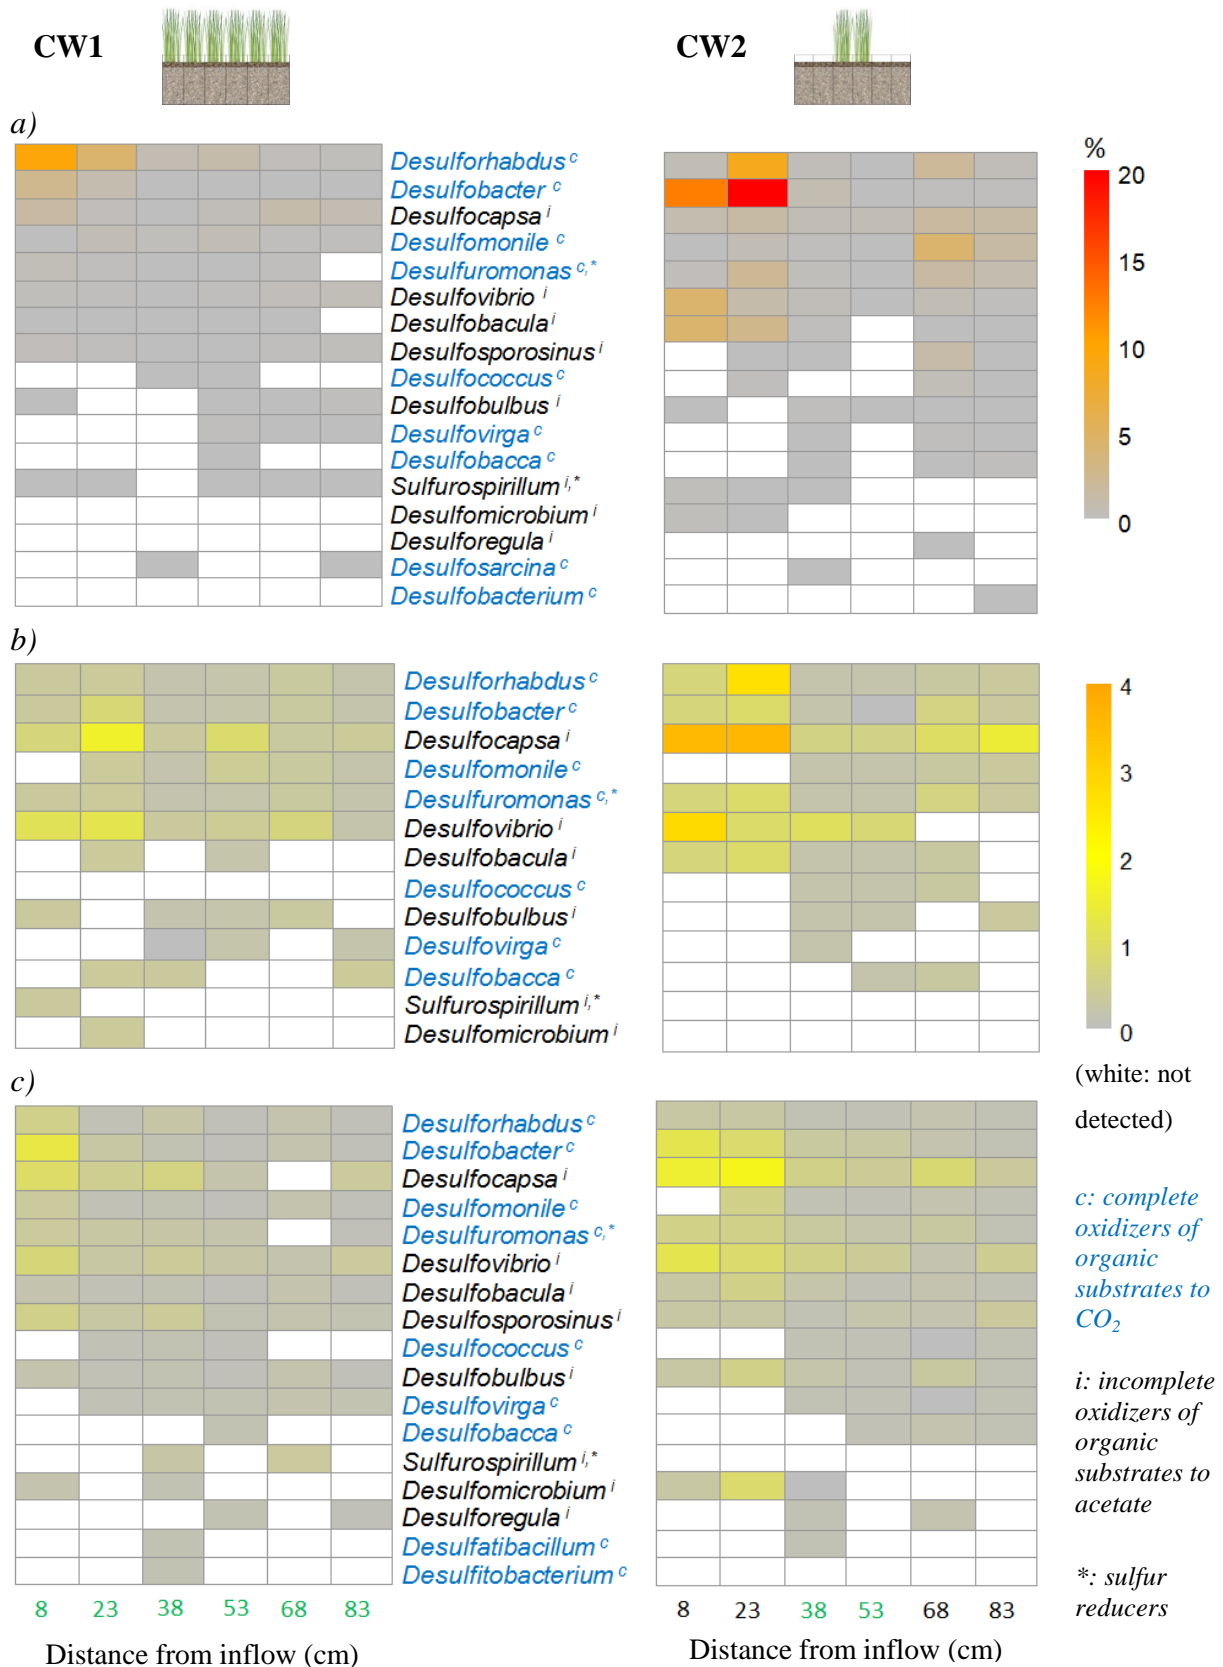 CW1
CW2
a)
Desulforhabdus c
Desulfobacter c
Desulfocapsa i
Desulfomonile c
Desulfuromonas c,*
Desulfovibrio i
Desulfobacula i
Desulfosporosinus i
Desulfococcus c
Desulfobulbus i
Desulfovirga c
Desulfobacca c
Sulfurospirillum i,*
Desulfomicrobium i
Desulforegula i
Desulfosarcina c
Desulfobacterium c
%
20
15
10
5
0
b)
Desulforhabdus c
Desulfobacter c
Desulfocapsa i
Desulfomonile c
Desulfuromonas c,*
Desulfovibrio i
Desulfobacula i
Desulfococcus c
Desulfobulbus i
Desulfovirga c
Desulfobacca c
Sulfurospirillum i,*
Desulfomicrobium i
4
3
2
1
0
(white: not
detected)
c)
Desulforhabdus c
Desulfobacter c
Desulfocapsa i
Desulfomonile c
Desulfuromonas c,*
Desulfovibrio i
Desulfobacula i
Desulfosporosinus i
Desulfococcus c
Desulfobulbus i
Desulfovirga c
Desulfobacca c
Sulfurospirillum i,*
Desulfomicrobium i
Desulforegula i
Desulfatibacillum c
Desulfitobacterium c
c: complete
oxidizers of
organic
substrates to
CO2
i: incomplete
oxidizers of
organic
substrates to
acetate
*: sulfur
reducers
8 23 38 53 68 83
Distance from inflow (cm)
8 23 38 53 68 83
Distance from inflow (cm)